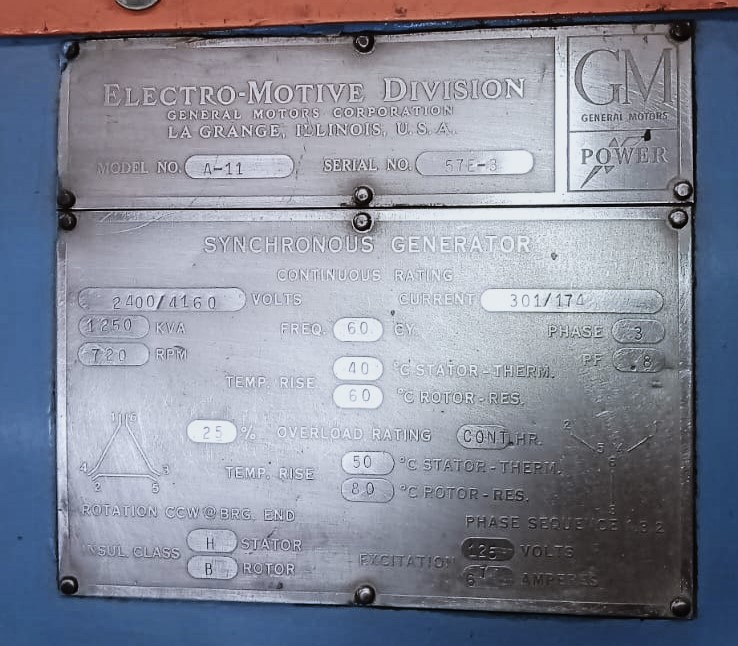 ELECTRO-MOTIVE DIVISION
GENERAL MOTORS CORPORATION
LA GRANGE, ILLINOIS, U.S.A.
MODEL NO. A-11 SERIAL NO. 57E-3
GM
GENERAL MOTORS
POWER
SYNCHRONOUS GENERATOR
CONTINUOUS RATING
2400/4160 VOLTS CURRENT 301/174
1250 KVA FREQ. 60 CY. PHASE 3
720 RPM PF .8
TEMP. RISE 40 °C STATOR-THERM.
60 °C ROTOR-RES.
25 % OVERLOAD RATING CONT. HR.
TEMP. RISE 50 °C STATOR-THERM.
80 °C ROTOR-RES.
ROTATION CCW @ BRG. END
PHASE SEQUENCE 1.3.2
INSUL. CLASS H STATOR
B ROTOR
EXCITATION 125 VOLTS
AMPERES